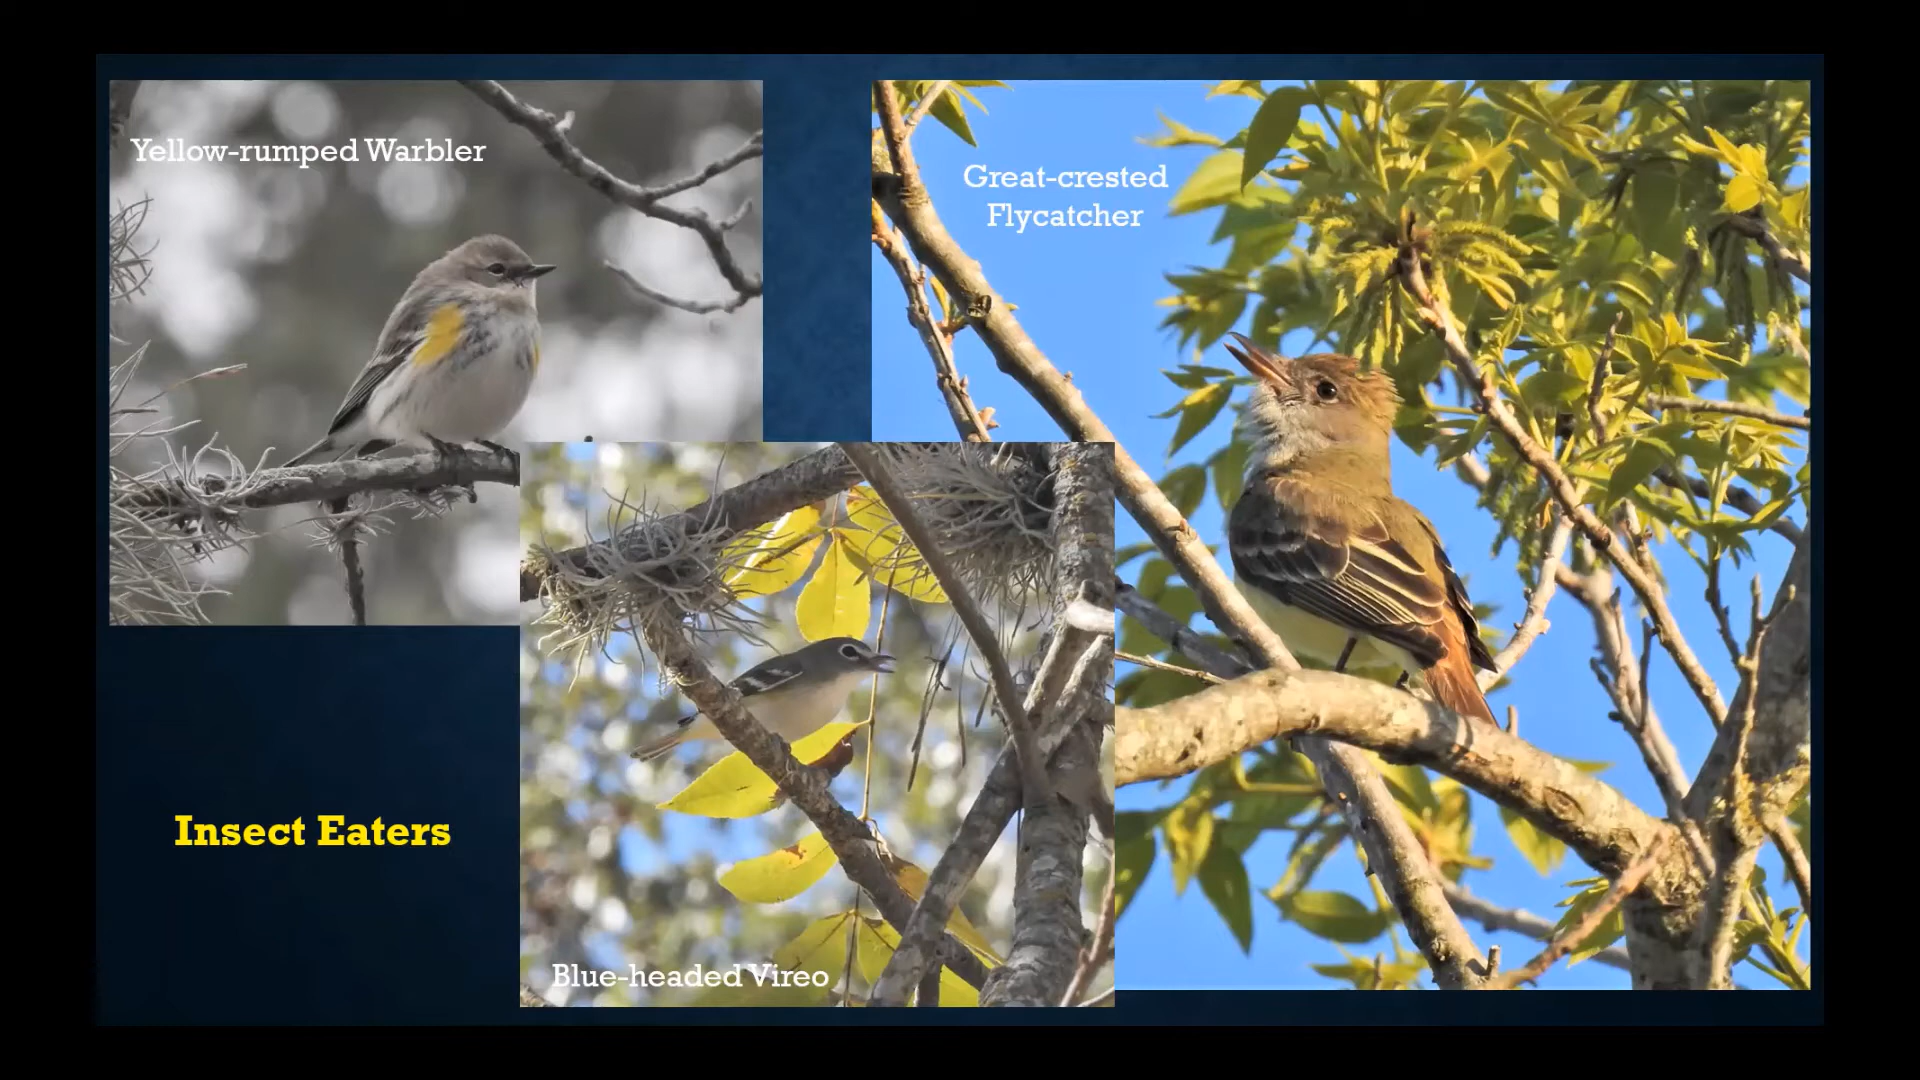 Yellow-rumped Warbler
Great-crested
Flycatcher
Insect Eaters
Blue-headed Vireo